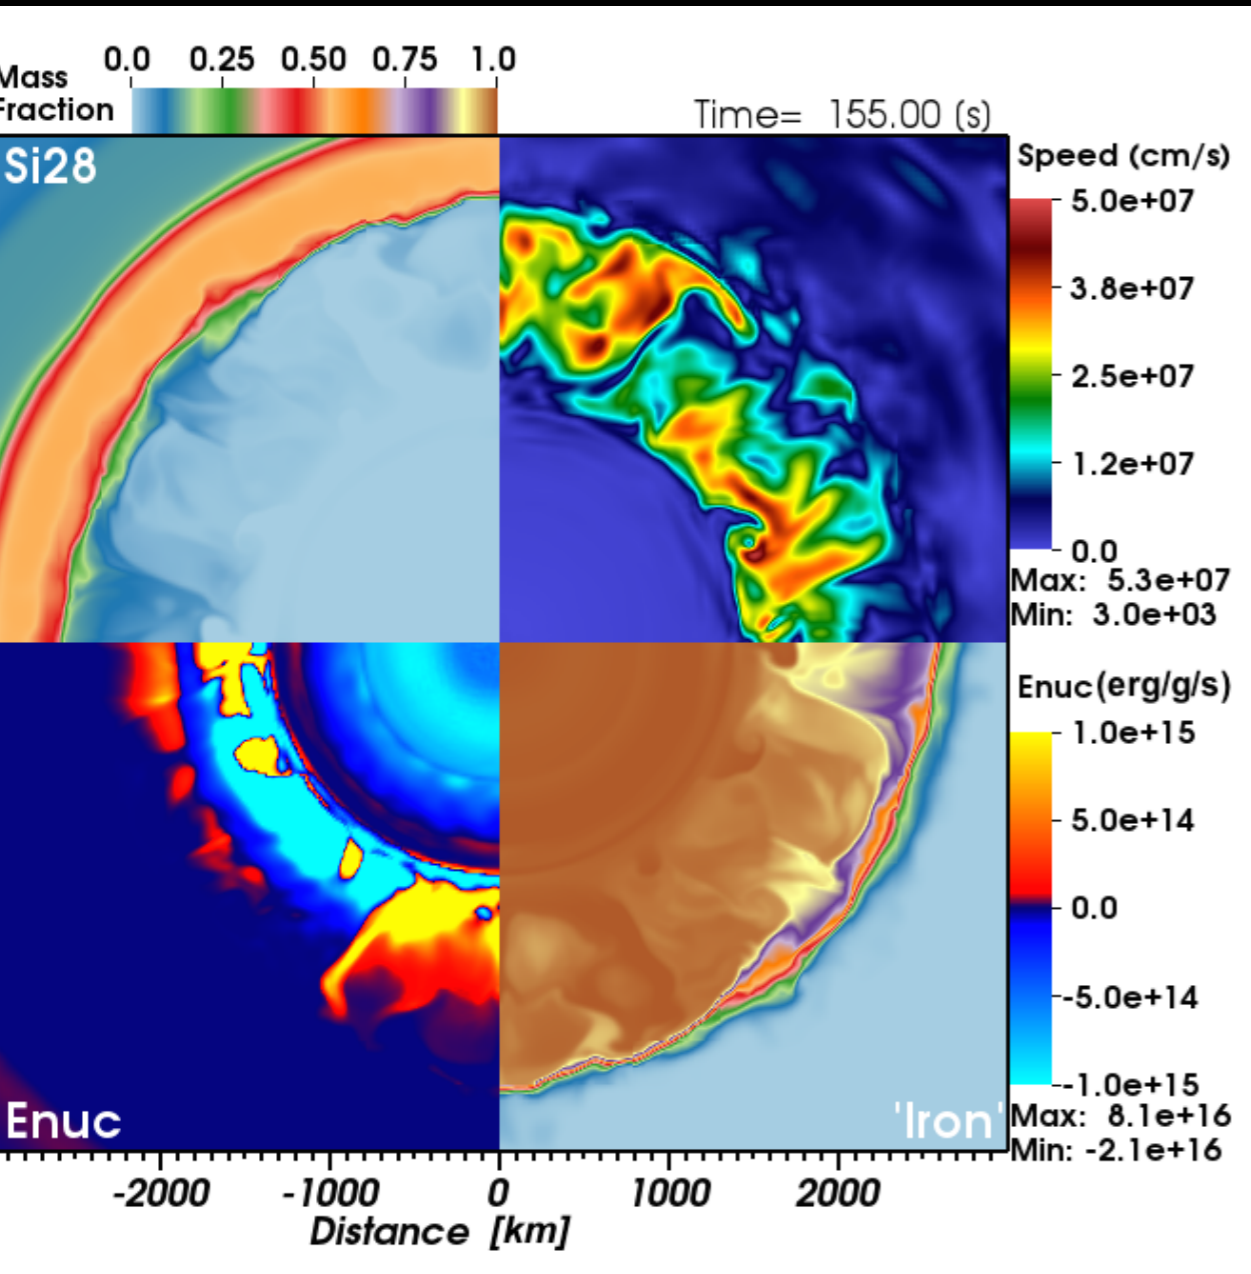 0.0 0.25 0.50 0.75 1.0
Mass
Fraction
Time= 155.00 (s)
Si28
Speed (cm/s)
5.0e+07
3.8e+07
2.5e+07
1.2e+07
0.0
Max: 5.3e+07
Min: 3.0e+03
Enuc(erg/g/s)
1.0e+15
5.0e+14
0.0
-5.0e+14
-1.0e+15
Max: 8.1e+16
Min: -2.1e+16
Enuc
'Iron'
-2000 -1000 0 1000 2000
Distance [km]